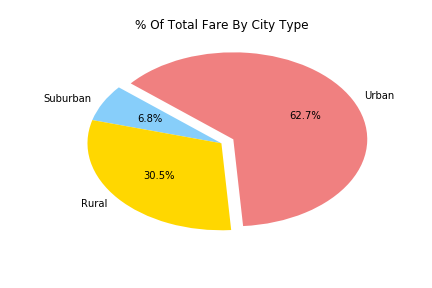 % Of Total Fare By City Type
Urban
Suburban
62.7%
6.8%
30.5%
Rural